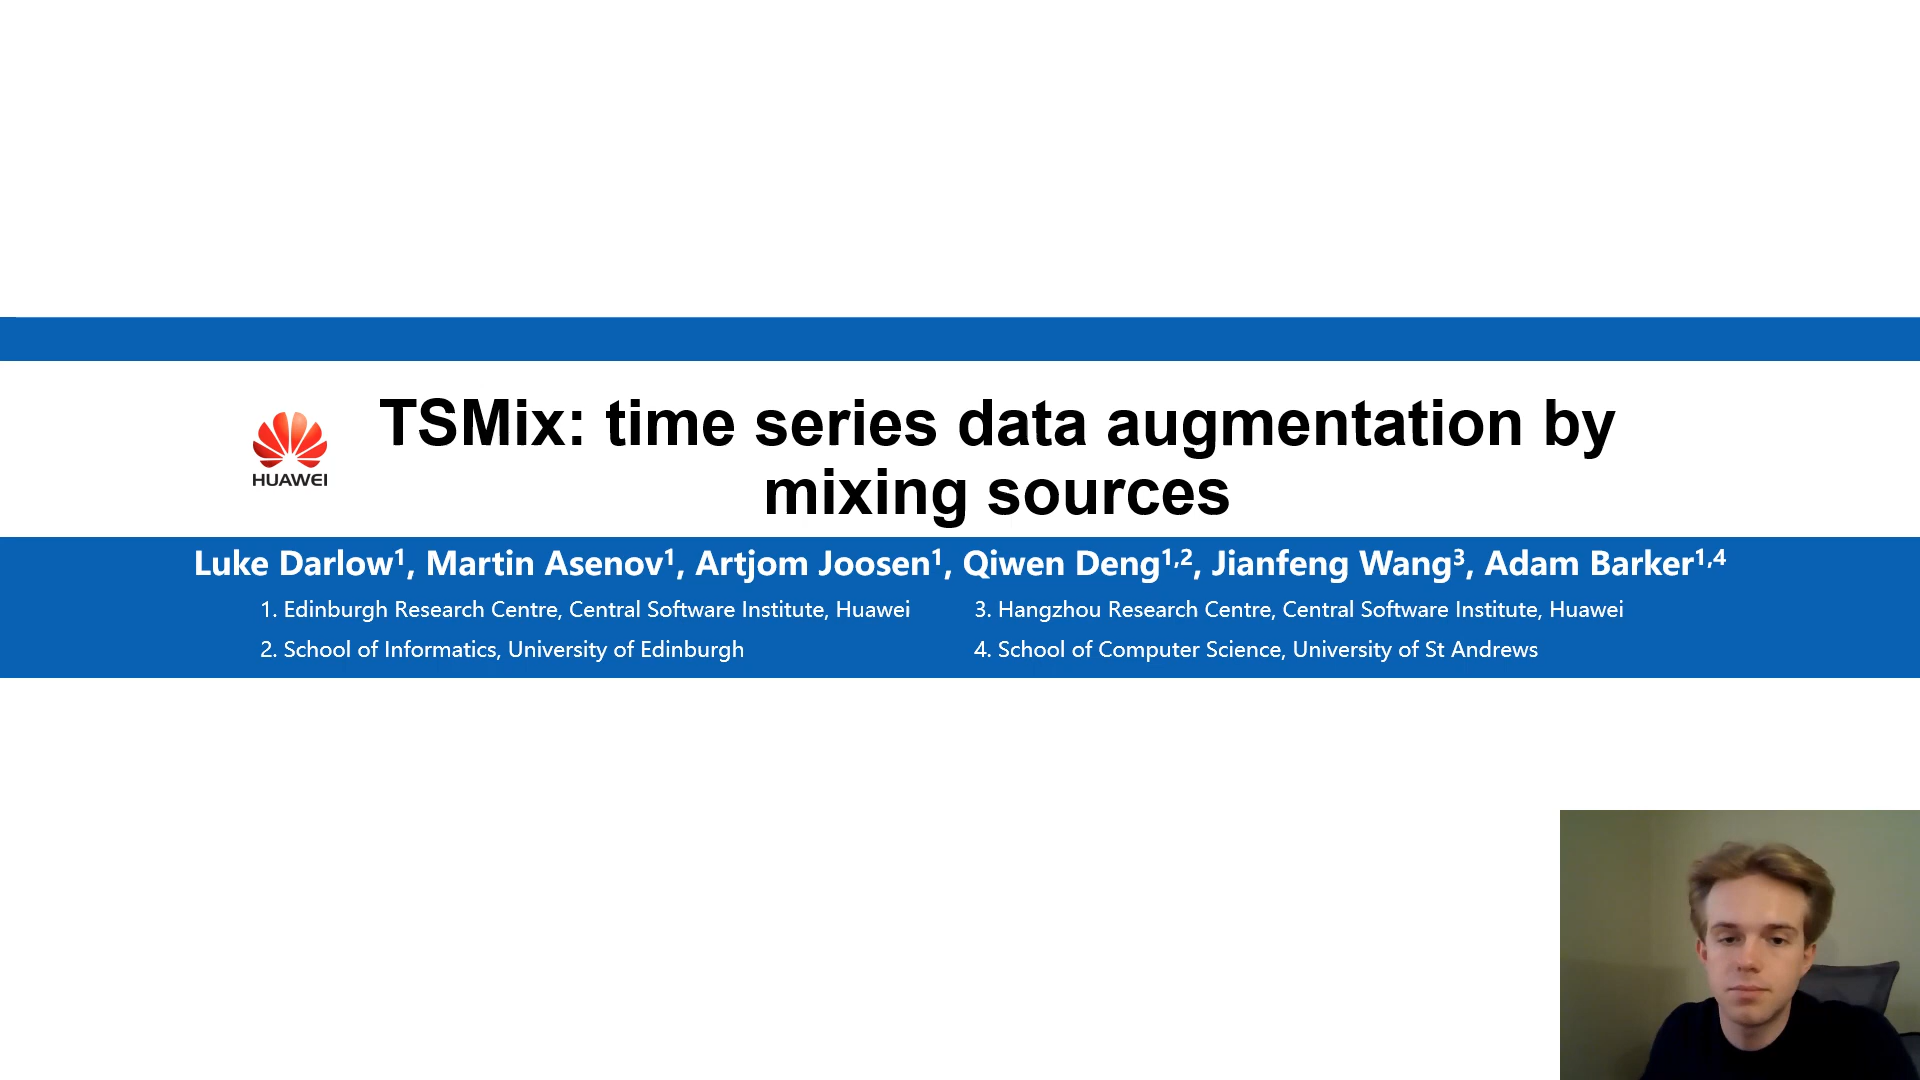 HUAWEI
TSMix: time series data augmentation by
mixing sources
Luke Darlow¹, Martin Asenov¹, Artjom Joosen¹, Qiwen Deng¹,², Jianfeng Wang³, Adam Barker¹,⁴
1. Edinburgh Research Centre, Central Software Institute, Huawei
2. School of Informatics, University of Edinburgh
3. Hangzhou Research Centre, Central Software Institute, Huawei
4. School of Computer Science, University of St Andrews